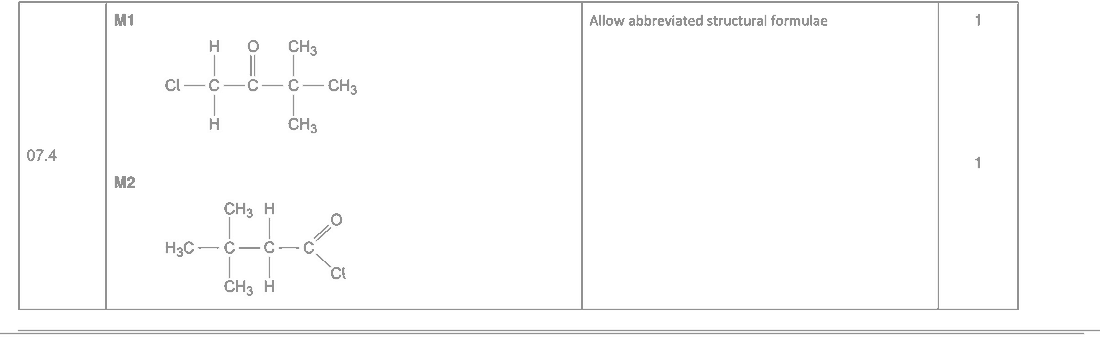 M1
Allow abbreviated structural formulae
1
H O CH3
Cl C C C CH3
H CH3
07.4
1
M2
CH3 H
O
H3C C C C
Cl
CH3 H